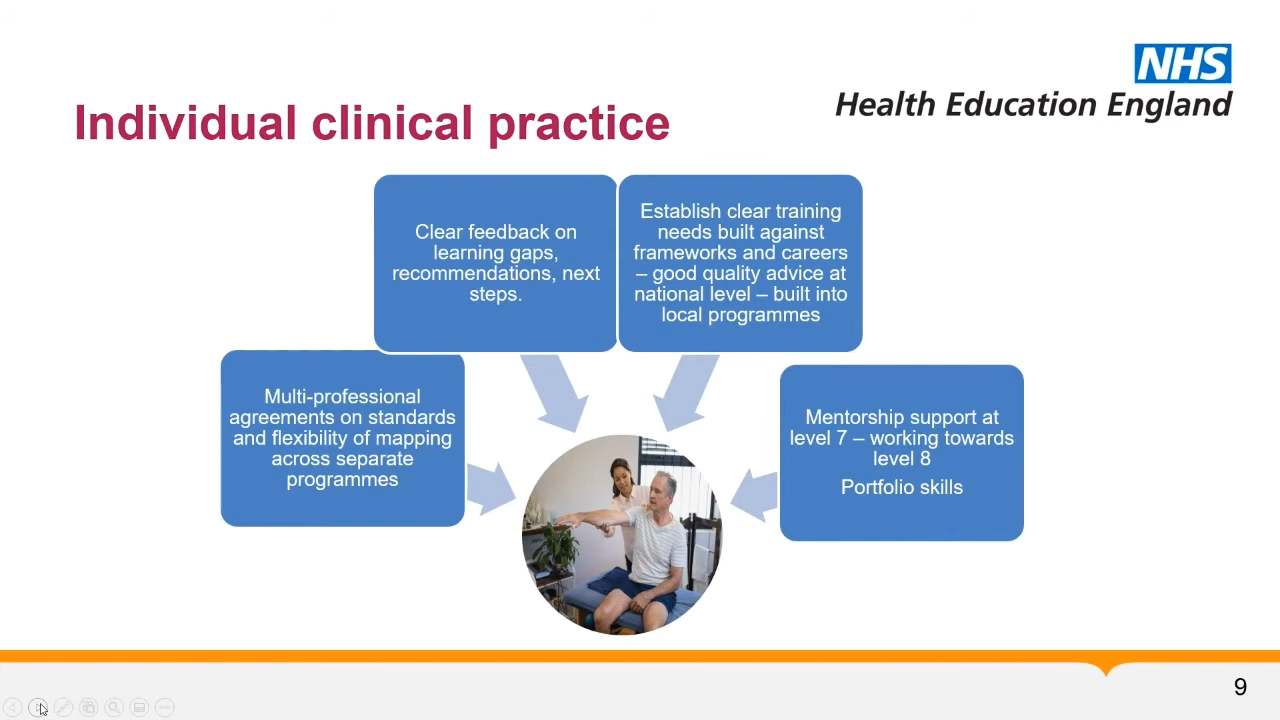 NHS
Health Education England
Individual clinical practice
Clear feedback on
learning gaps,
recommendations, next
steps.
Establish clear training
needs built against
frameworks and careers
– good quality advice at
national level – built into
local programmes
Multi-professional
agreements on standards
and flexibility of mapping
across separate
programmes
Mentorship support at
level 7 – working towards
level 8
Portfolio skills
9